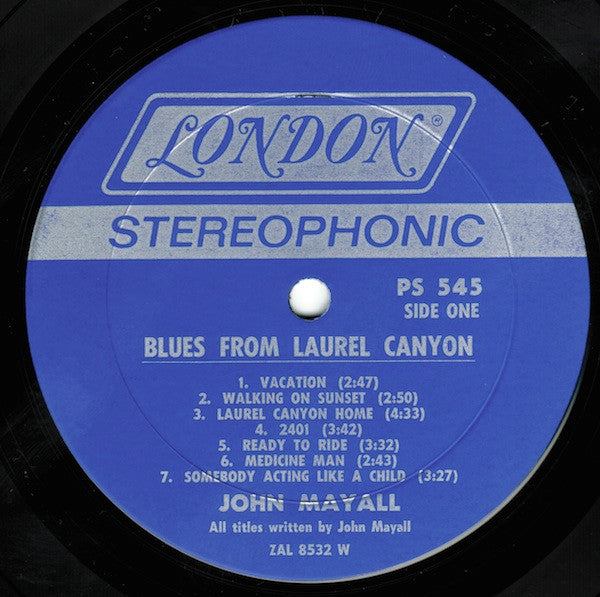 LONDON®
STEREOPHONIC
PS 545
SIDE ONE
BLUES FROM LAUREL CANYON
1. VACATION (2:47)
2. WALKING ON SUNSET (2:50)
3. LAUREL CANYON HOME (4:33)
4. 2401 (3:42)
5. READY TO RIDE (3:32)
6. MEDICINE MAN (2:43)
7. SOMEBODY ACTING LIKE A CHILD (3:27)
JOHN MAYALL
All titles written by John Mayall
ZAL 8532 W